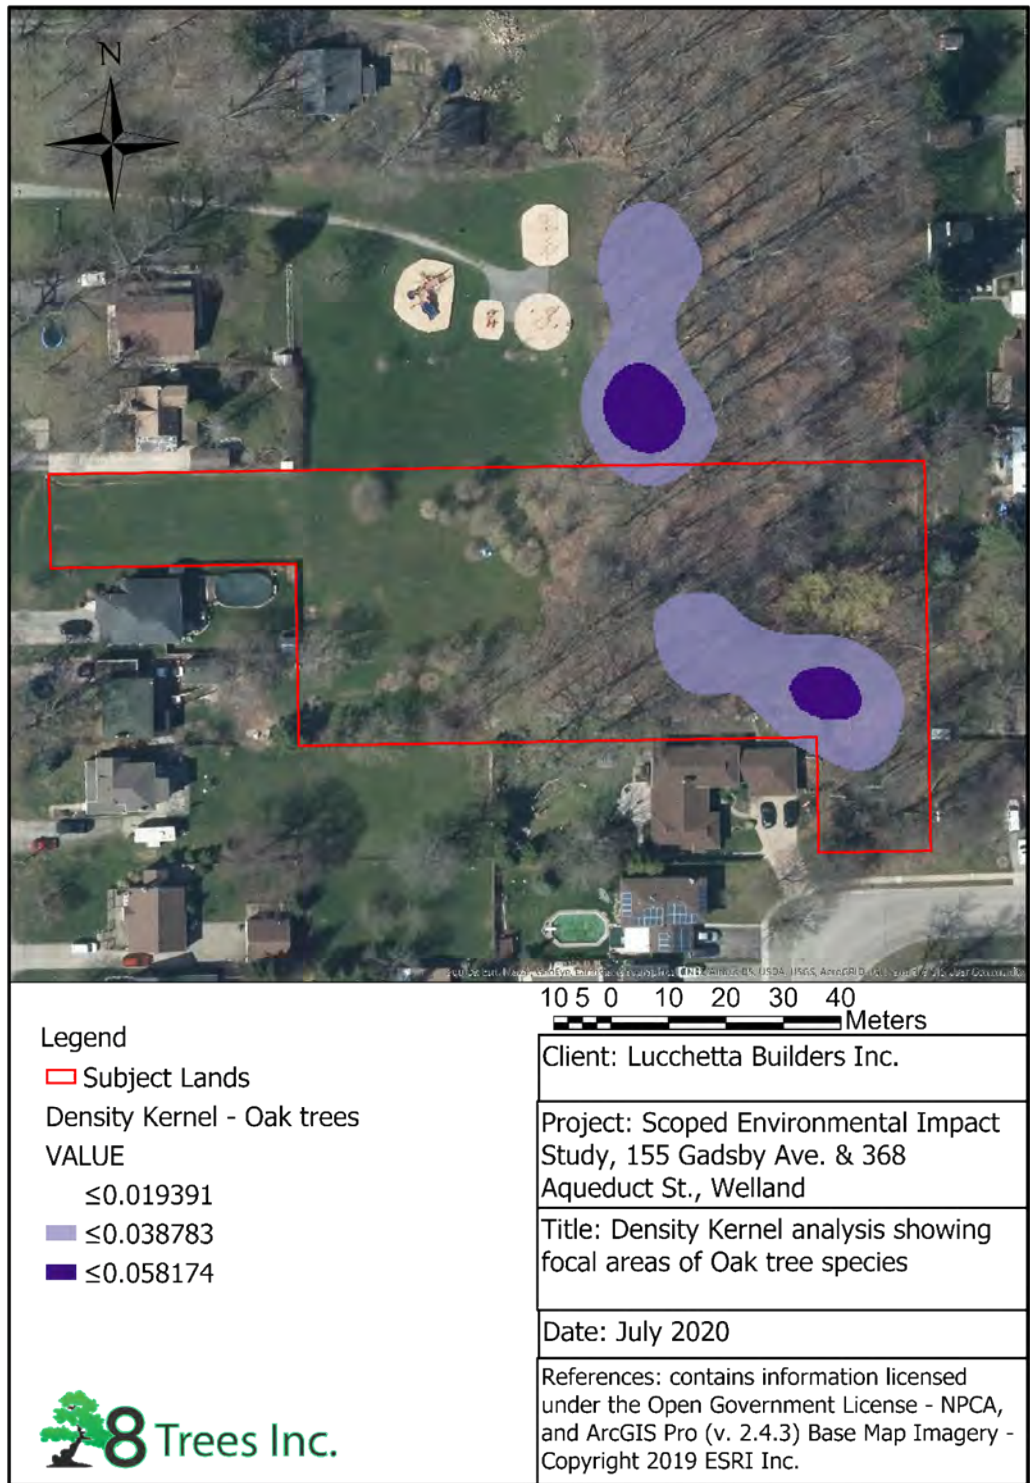 N
10 5 0 10 20 30 40
Meters
Legend
Subject Lands
Density Kernel - Oak trees
VALUE
≤0.019391
≤0.038783
≤0.058174
8 Trees Inc.
Client: Lucchetta Builders Inc.
Project: Scoped Environmental Impact
Study, 155 Gadsby Ave. & 368
Aqueduct St., Welland
Title: Density Kernel analysis showing
focal areas of Oak tree species
Date: July 2020
References: contains information licensed
under the Open Government License - NPCA,
and ArcGIS Pro (v. 2.4.3) Base Map Imagery -
Copyright 2019 ESRI Inc.